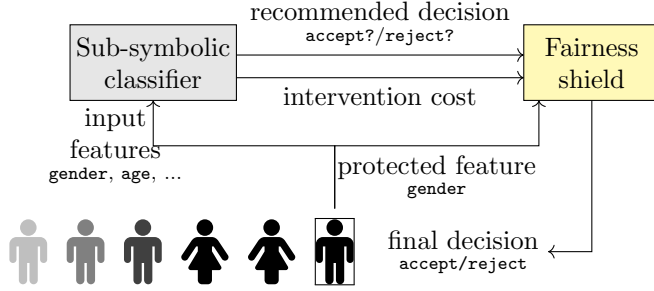 recommended decision
accept?/reject?
Sub-symbolic
classifier
Fairness
shield
intervention cost
input
features
gender, age, ...
protected feature
gender
final decision
accept/reject